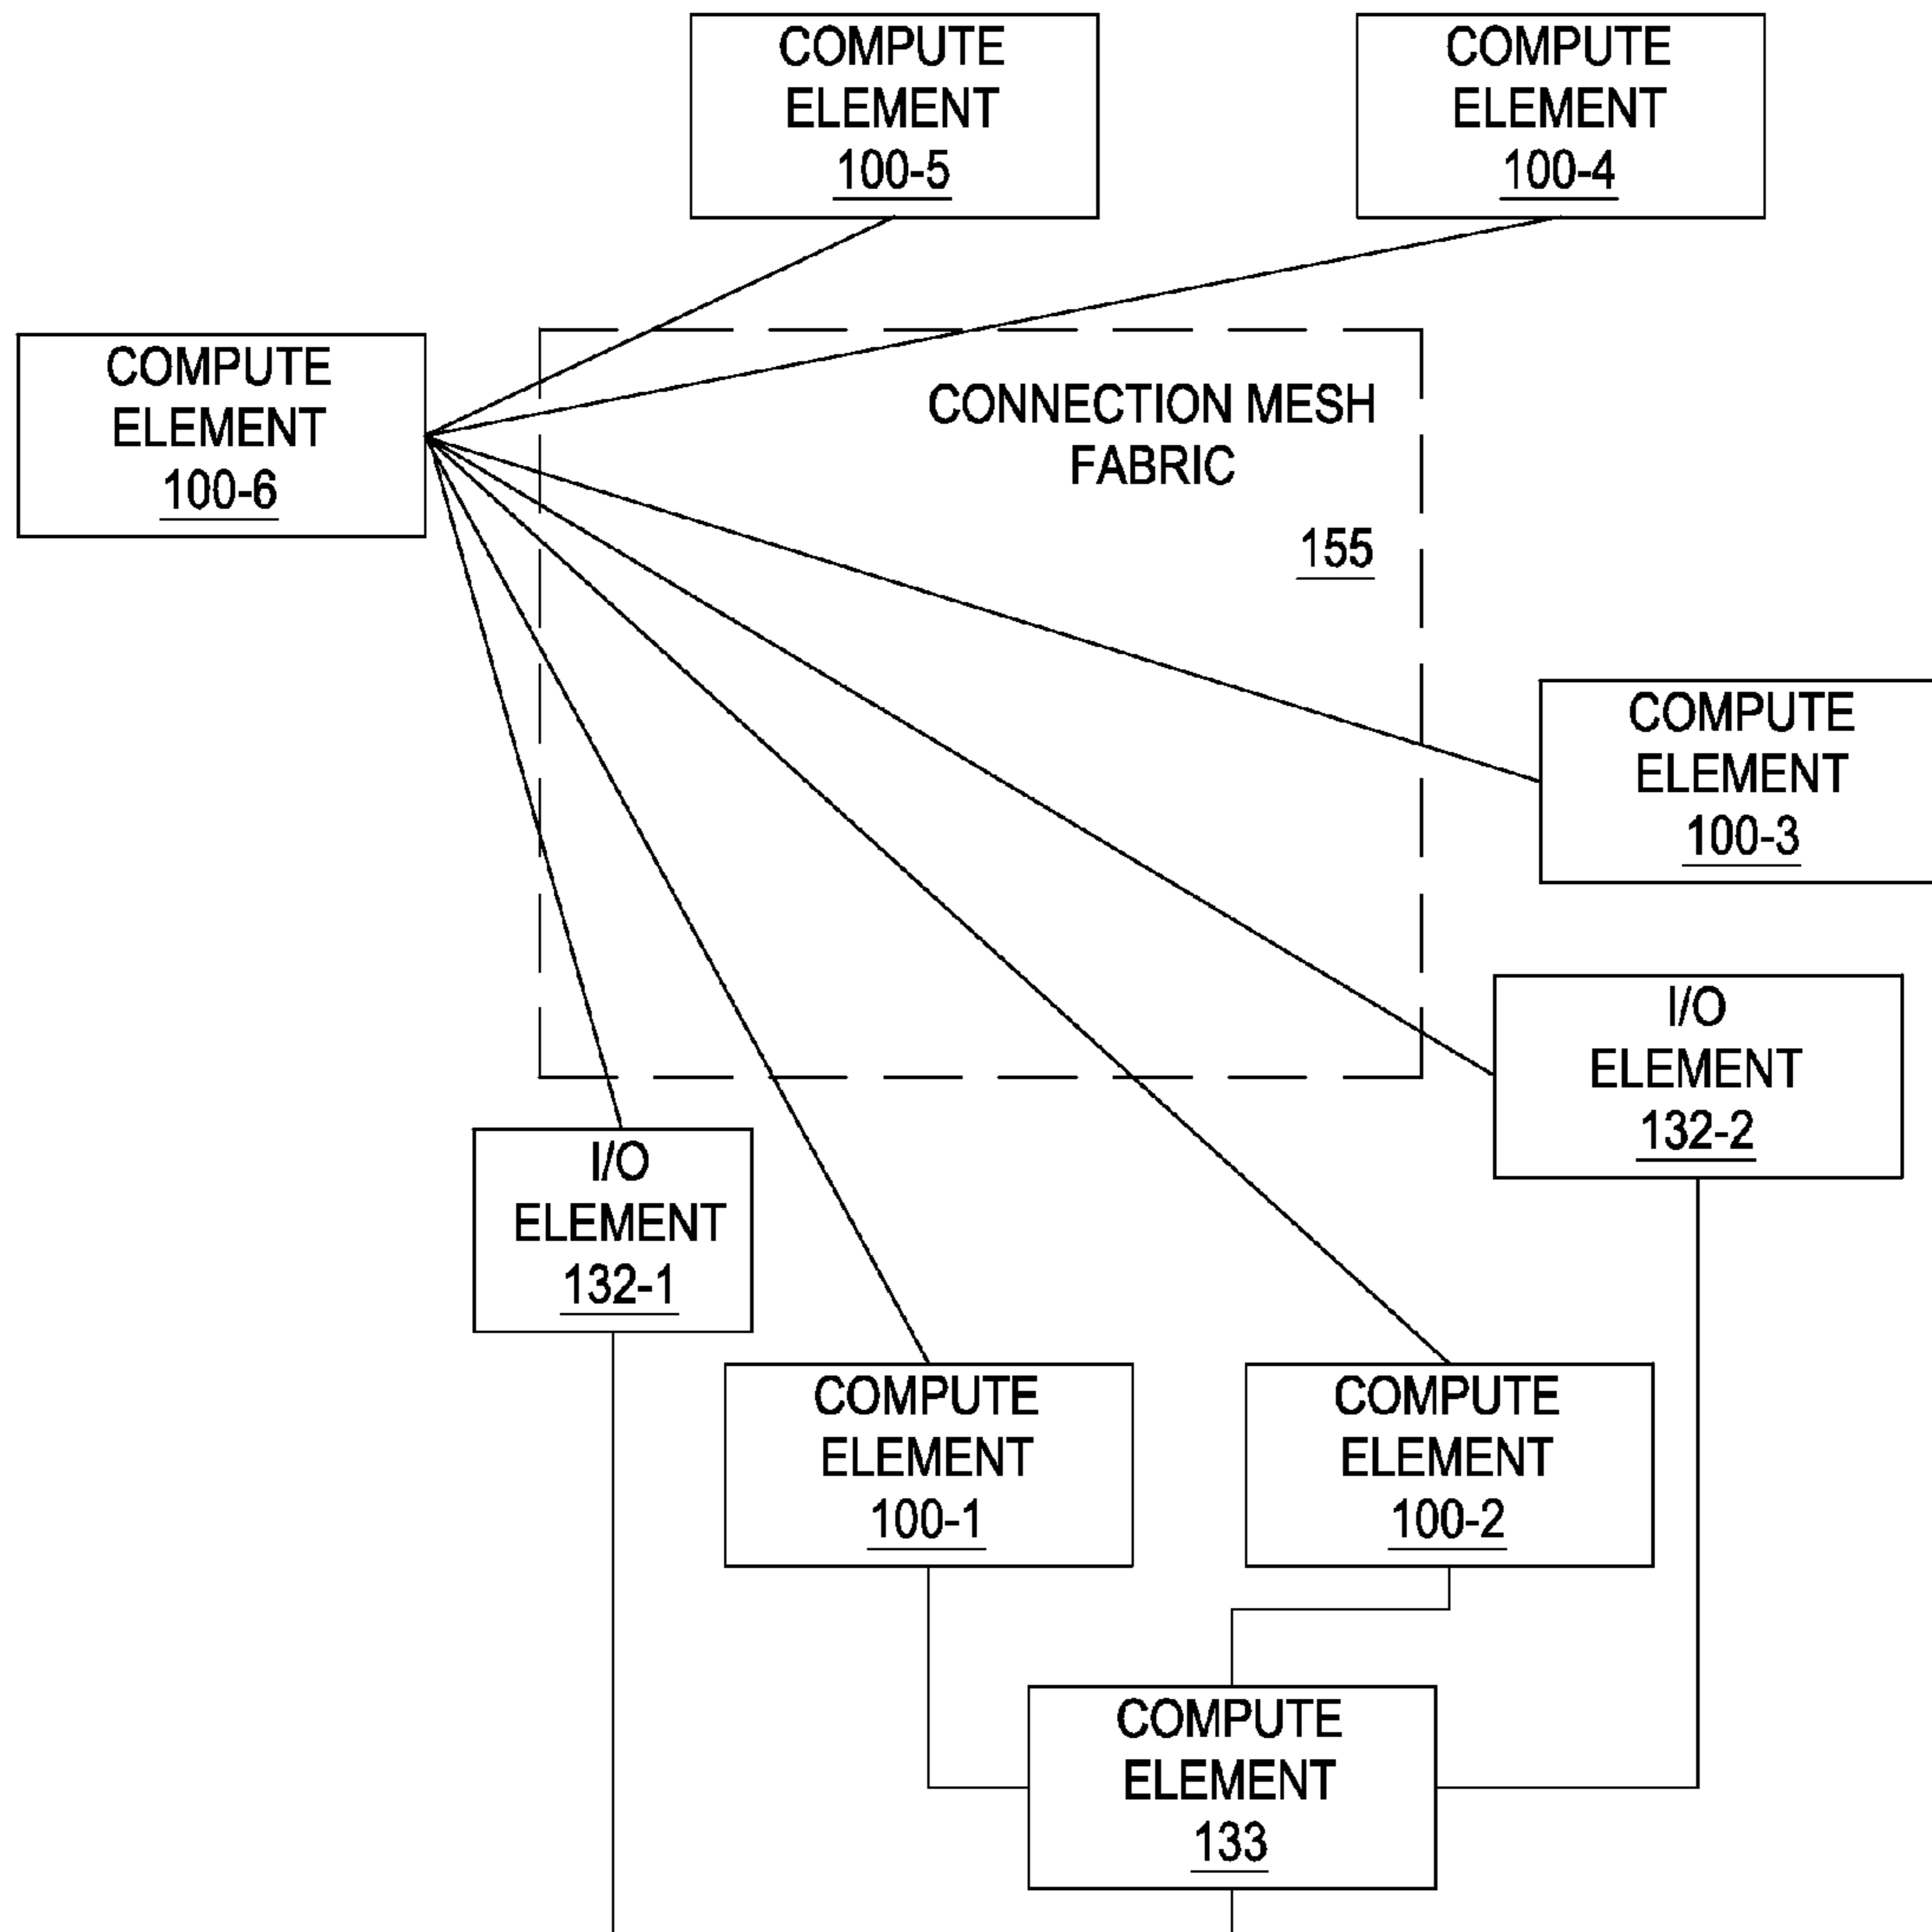 COMPUTE
ELEMENT
100-5
COMPUTE
ELEMENT
100-4
COMPUTE
ELEMENT
100-6
CONNECTION MESH
FABRIC
155
COMPUTE
ELEMENT
100-3
I/O
ELEMENT
132-2
I/O
ELEMENT
132-1
COMPUTE
ELEMENT
100-1
COMPUTE
ELEMENT
100-2
COMPUTE
ELEMENT
133